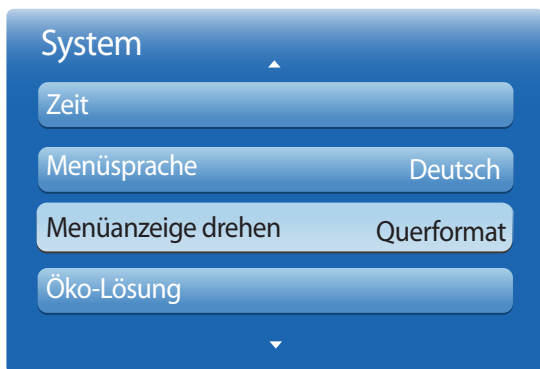 System
Zeit
Menüsprache Deutsch
Menüanzeige drehen Querformat
Öko-Lösung